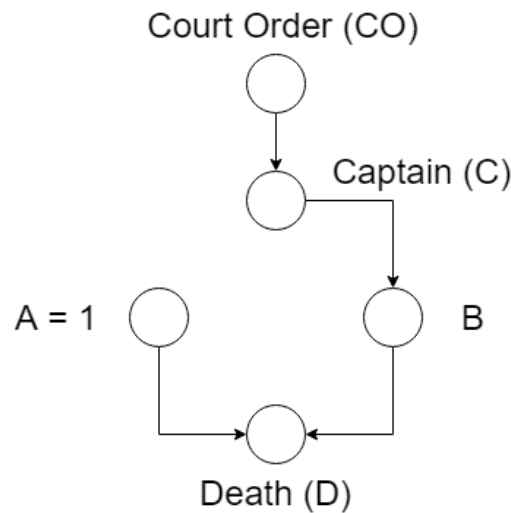 Court Order (CO)
Captain (C)
A = 1
B
Death (D)